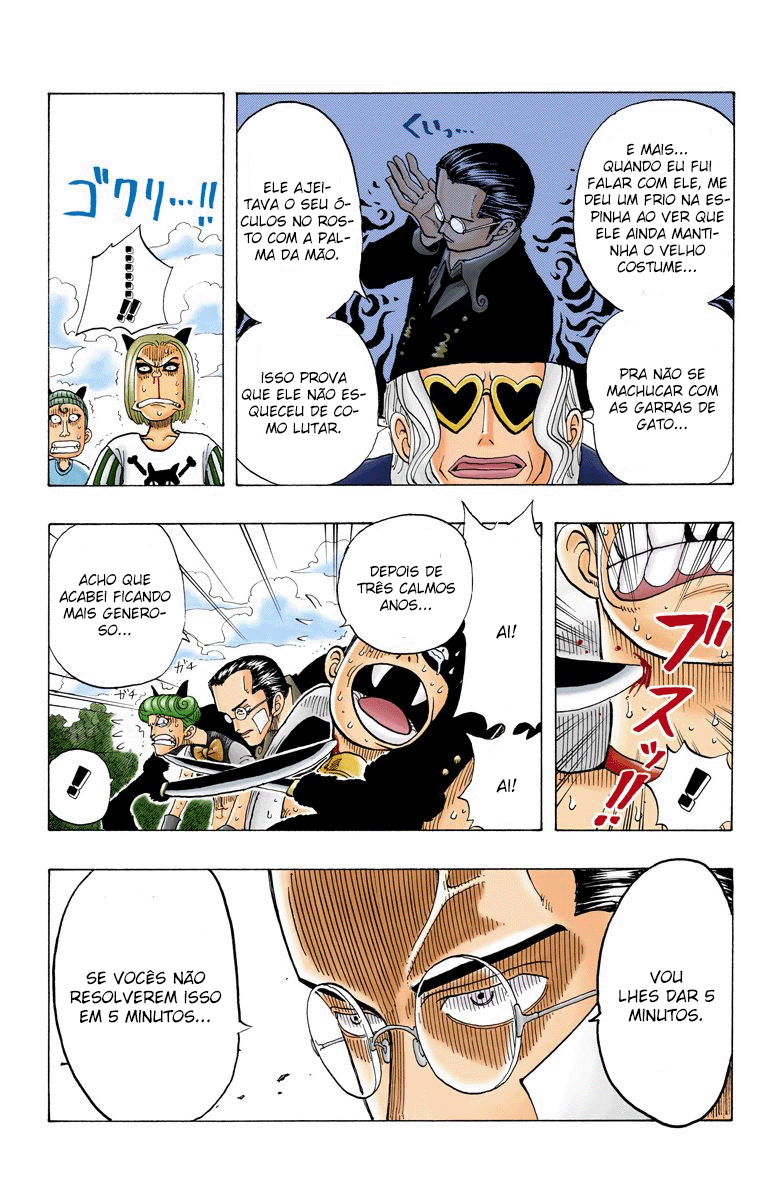 E MAIS...
QUANDO EU FUI
FALAR COM ELE, ME
DEU UM FRIO NA ES-
PINHA AO VER QUE
ELE AINDA MANTI-
NHA O VELHO
COSTUME...
くいっ…
ELE AJEI-
TAVA O SEU Ó-
CULOS NO ROS-
TO COM A PAL-
MA DA MÃO.
PRA NÃO SE
MACHUCAR COM
AS GARRAS DE
GATO...
ISSO PROVA
QUE ELE NÃO ES-
QUECEU DE CO-
MO LUTAR.
ゴクリ…!!
......!!
ブスッ!!
!
AI!
AI!
DEPOIS DE
TRÊS CALMOS
ANOS...
ACHO QUE
ACABEI FICANDO
MAIS GENERO-
SO...
ガチ
ガチ
!
VOU
LHES DAR 5
MINUTOS.
SE VOCÊS NÃO
RESOLVEREM ISSO
EM 5 MINUTOS...